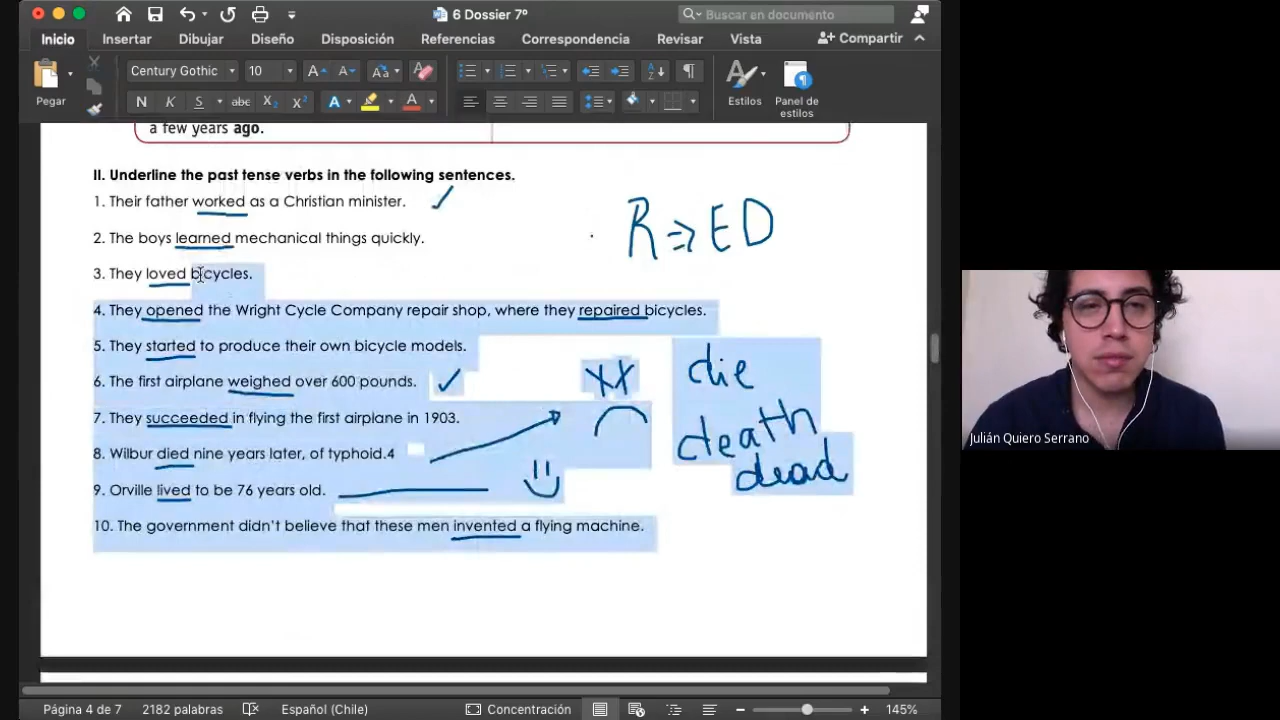 6 Dossier 7º
Buscar en documento
Inicio Insertar Dibujar Diseño Disposición Referencias Correspondencia Revisar Vista Compartir
Pegar
Century Gothic 10
A A Aa A
N K S abc X₂ X² A A
Estilos
Panel de
estilos
a few years ago.
II. Underline the past tense verbs in the following sentences.
1. Their father worked as a Christian minister.
R ⇒ ED
2. The boys learned mechanical things quickly.
3. They loved bicycles.
4. They opened the Wright Cycle Company repair shop, where they repaired bicycles.
5. They started to produce their own bicycle models.
die
6. The first airplane weighed over 600 pounds.
xx
7. They succeeded in flying the first airplane in 1903.
death
8. Wilbur died nine years later, of typhoid.4
dead
9. Orville lived to be 76 years old.
10. The government didn't believe that these men invented a flying machine.
Julián Quiero Serrano
Página 4 de 7 2182 palabras Español (Chile) Concentración 145%